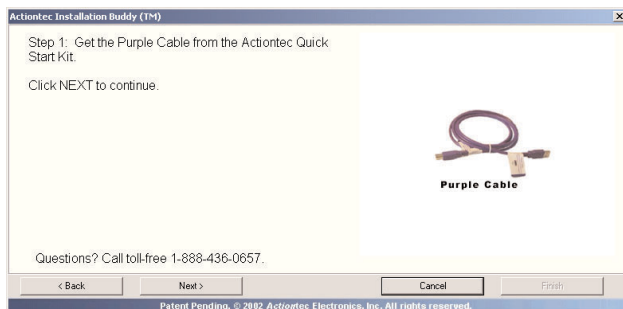 Actiontec Installation Buddy (TM)
Step 1: Get the Purple Cable from the Actiontec Quick
Start Kit.
Click NEXT to continue.
Purple Cable
Questions? Call toll-free 1-888-436-0657.
< Back
Next >
Cancel
Finish
Patent Pending, © 2002 Actiontec Electronics, Inc. All rights reserved.